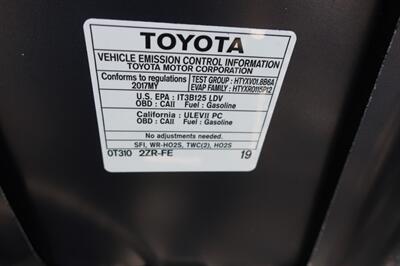 TOYOTA
VEHICLE EMISSION CONTROL INFORMATION
TOYOTA MOTOR CORPORATION
Conforms to regulations 2017MY
TEST GROUP : HTYXV01.8B6A
EVAP FAMILY : HTYXR0115P12
U.S. EPA : IT3B125 LDV
OBD : CAII Fuel : Gasoline
California : ULEVII PC
OBD : CAII Fuel : Gasoline
No adjustments needed.
SFI, WR-HO2S, TWC(2), HO2S
0T310 2ZR-FE 19